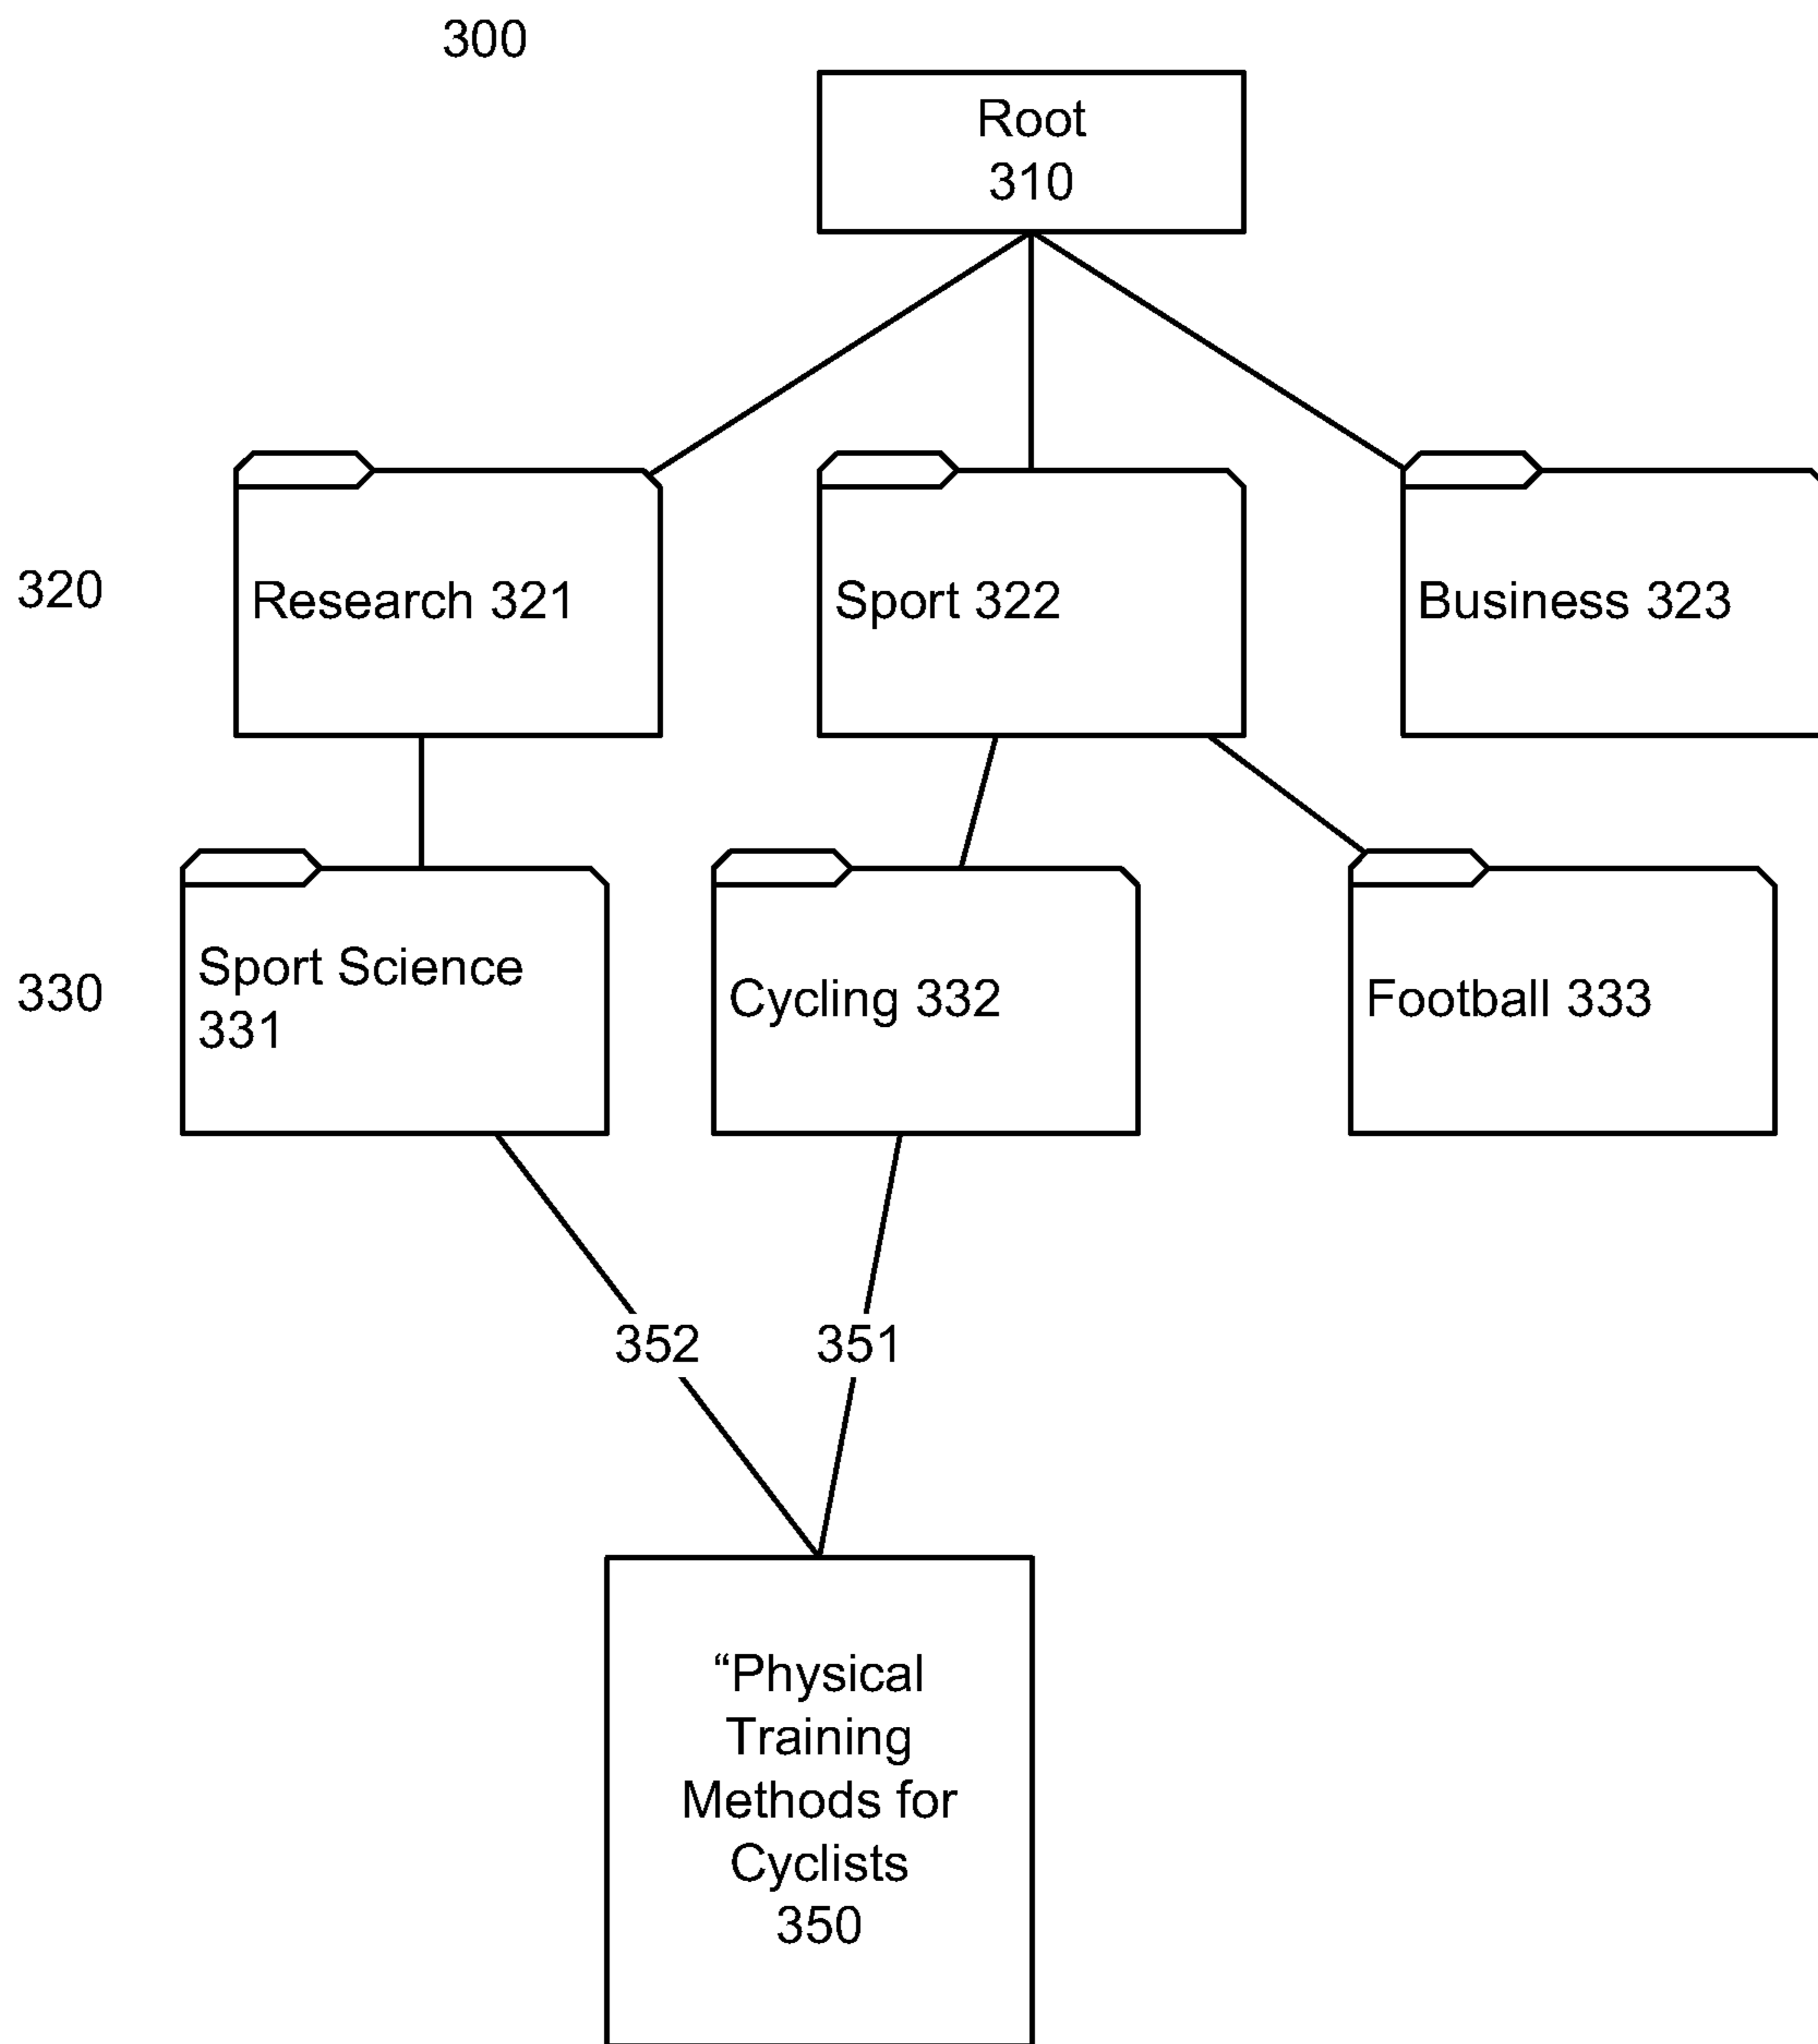 300
Root
310
320
Research 321
Sport 322
Business 323
330
Sport Science
331
Cycling 332
Football 333
352
351
“Physical
Training
Methods for
Cyclists
350